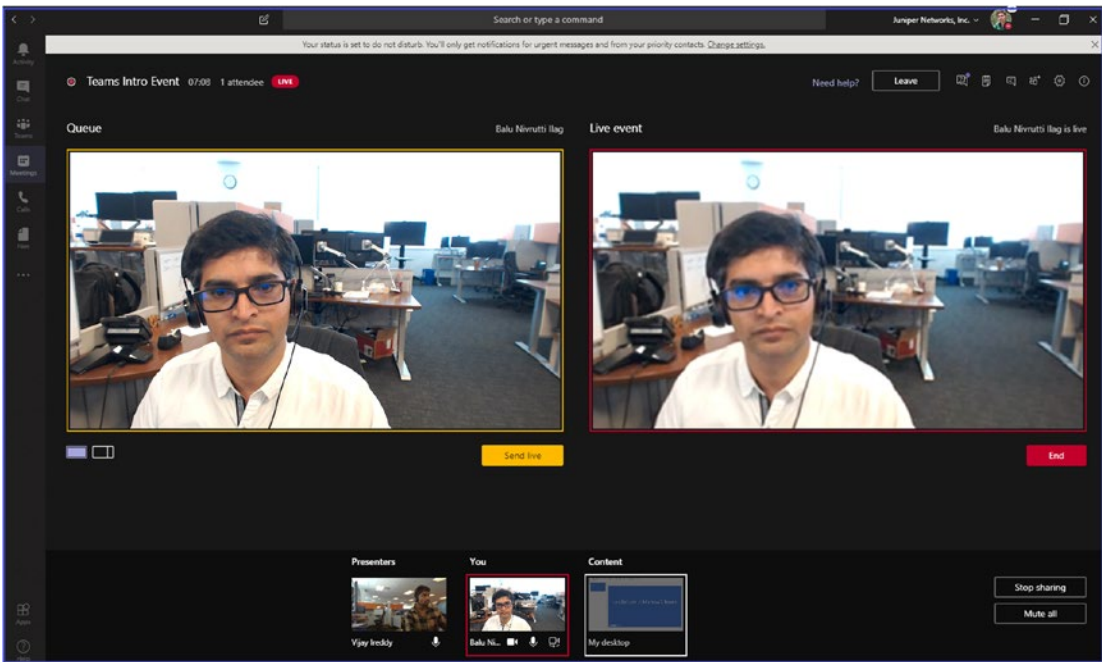 Search or type a command
Juniper Networks, Inc.
Your status is set to do not disturb. You'll only get notifications for urgent messages and from your priority contacts. Change settings.
Activity
Chat
Teams
Meetings
Calls
Files
Teams Intro Event 07:08 1 attendee LIVE
Need help?
Leave
Queue
Balu Nivrutti Ilag
Live event
Balu Nivrutti Ilag is live
Send live
End
Presenters
You
Content
Vijay Ireddy
Balu Ni...
My desktop
Stop sharing
Mute all
Apps
Help